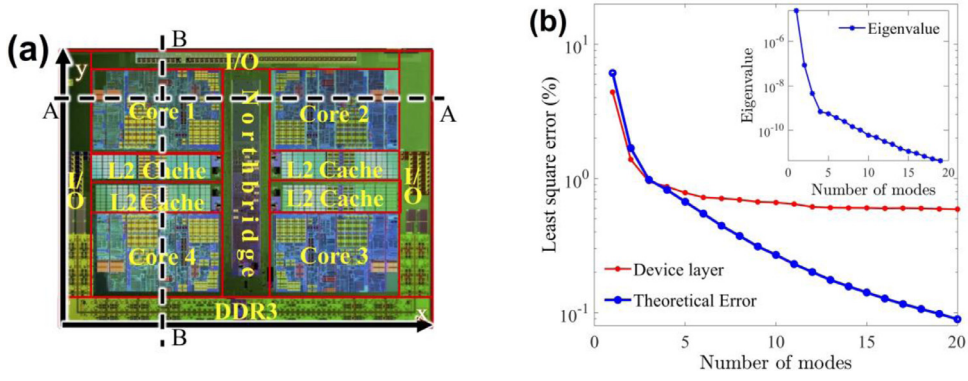 (a)
B
y
I/O
A
A
Core 1
Core 2
Northbridge
L2 Cache
L2 Cache
I/O
I/O
L2 Cache
L2 Cache
Core 4
Core 3
DDR3
x
B
(b)
10^1
10^0
10^-1
Least square error (%)
0
5
10
15
20
Number of modes
Device layer
Theoretical Error
Eigenvalue
10^-6
10^-8
10^-10
Eigenvalue
0
5
10
15
20
Number of modes